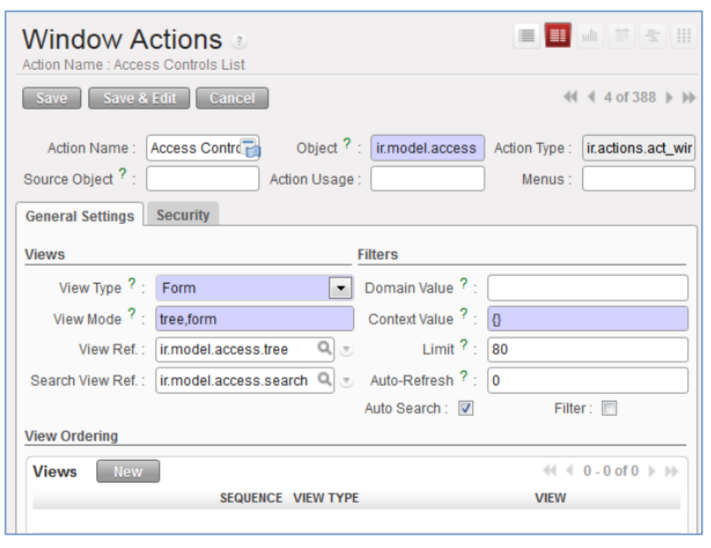 Window Actions ?
Action Name : Access Controls List
Save Save & Edit Cancel 4 of 388
Action Name : Access Contrc Object ? : ir.model.access Action Type : ir.actions.act_wir
Source Object ? : Action Usage : Menus :
General Settings Security
Views Filters
View Type ? : Form Domain Value ? :
View Mode ? : tree,form Context Value ? : {}
View Ref. : ir.model.access.tree Limit ? : 80
Search View Ref. : ir.model.access.search Auto-Refresh ? : 0
Auto Search : Filter :
View Ordering
Views New 0 - 0 of 0
SEQUENCE VIEW TYPE VIEW